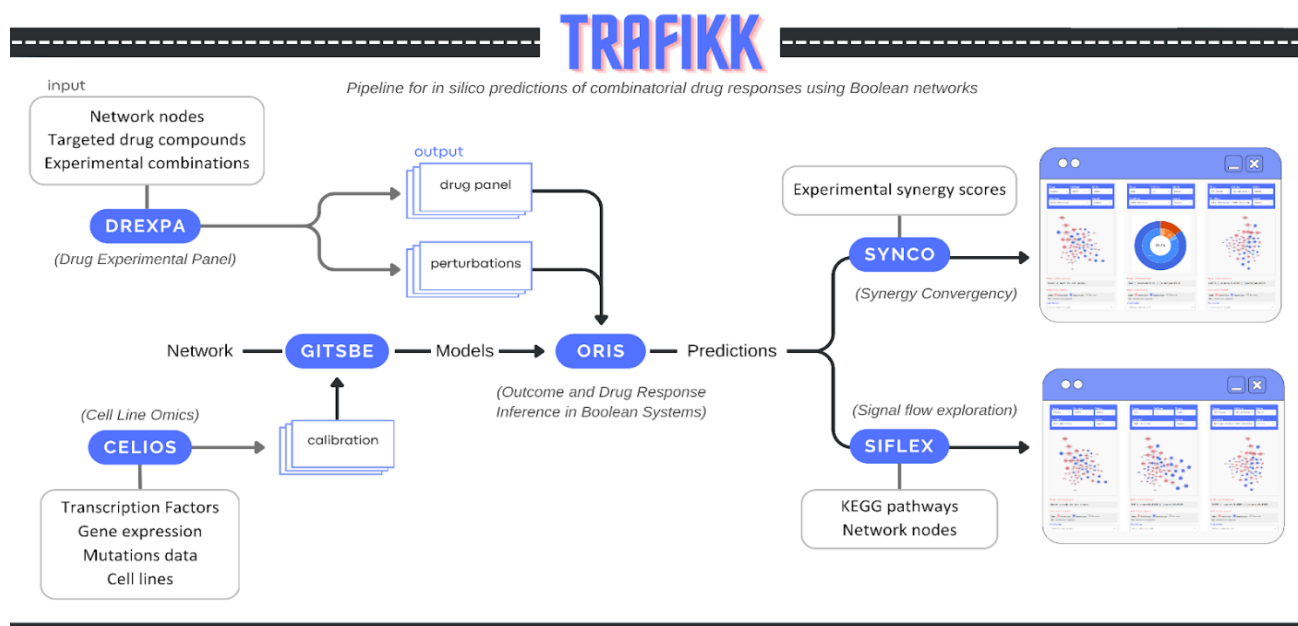 TRAFIKK
Pipeline for in silico predictions of combinatorial drug responses using Boolean networks
input
Network nodes
Targeted drug compounds
Experimental combinations
DREXPA
(Drug Experimental Panel)
output
drug panel
perturbations
Network
GITSBE
Models
ORIS
Predictions
(Outcome and Drug Response
Inference in Boolean Systems)
(Cell Line Omics)
CELIOS
calibration
Transcription Factors
Gene expression
Mutations data
Cell lines
Experimental synergy scores
SYNCO
(Synergy Convergency)
(Signal flow exploration)
SIFLEX
KEGG pathways
Network nodes